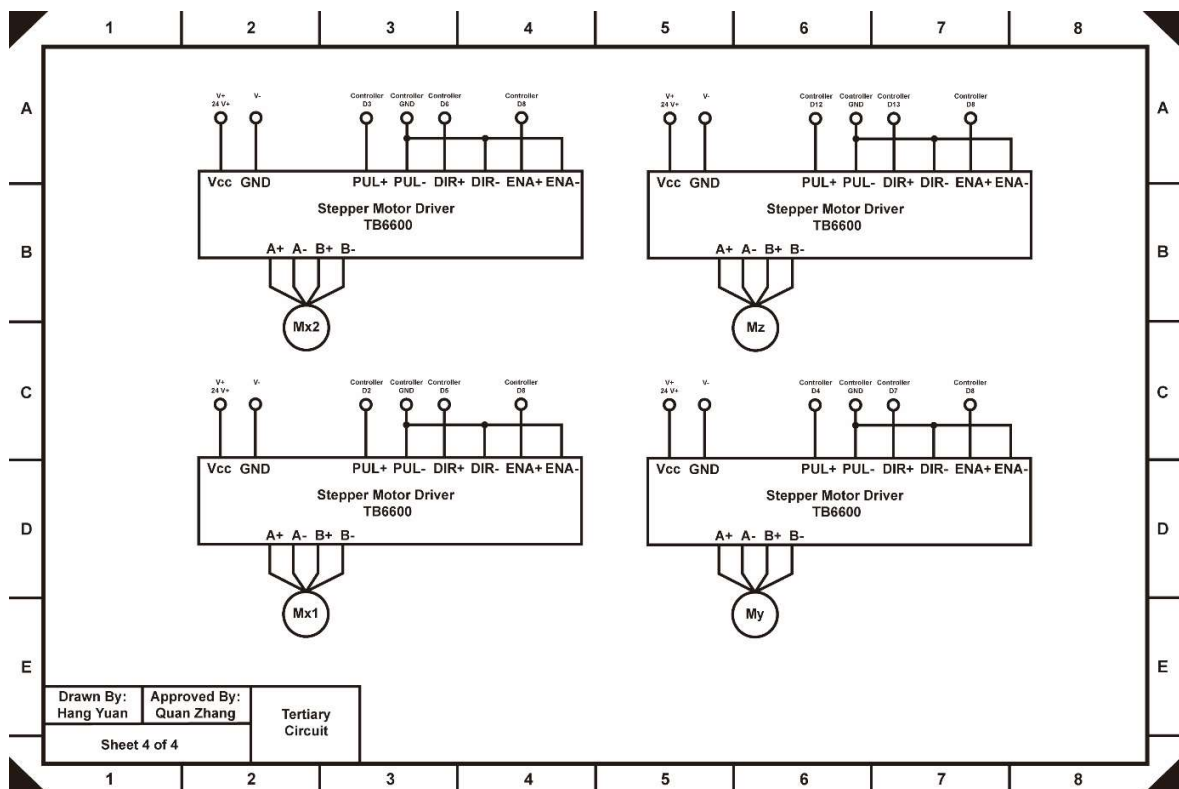 1 2 3 4 5 6 7 8
A A
V+ V- Controller Controller Controller Controller V+ V- Controller Controller Controller Controller
24 V+ D3 GND D6 D8 24 V+ D12 GND D13 D8
Vcc GND PUL+ PUL- DIR+ DIR- ENA+ ENA- Vcc GND PUL+ PUL- DIR+ DIR- ENA+ ENA-
Stepper Motor Driver Stepper Motor Driver
TB6600 TB6600
B B
A+ A- B+ B- A+ A- B+ B-
Mx2 Mz
V+ V- Controller Controller Controller Controller V+ V- Controller Controller Controller Controller
24 V+ D2 GND D5 D8 24 V+ D4 GND D7 D8
C C
Vcc GND PUL+ PUL- DIR+ DIR- ENA+ ENA- Vcc GND PUL+ PUL- DIR+ DIR- ENA+ ENA-
Stepper Motor Driver Stepper Motor Driver
TB6600 TB6600
D D
A+ A- B+ B- A+ A- B+ B-
Mx1 My
E E
Drawn By: Approved By:
Hang Yuan Quan Zhang
Tertiary
Circuit
Sheet 4 of 4
1 2 3 4 5 6 7 8